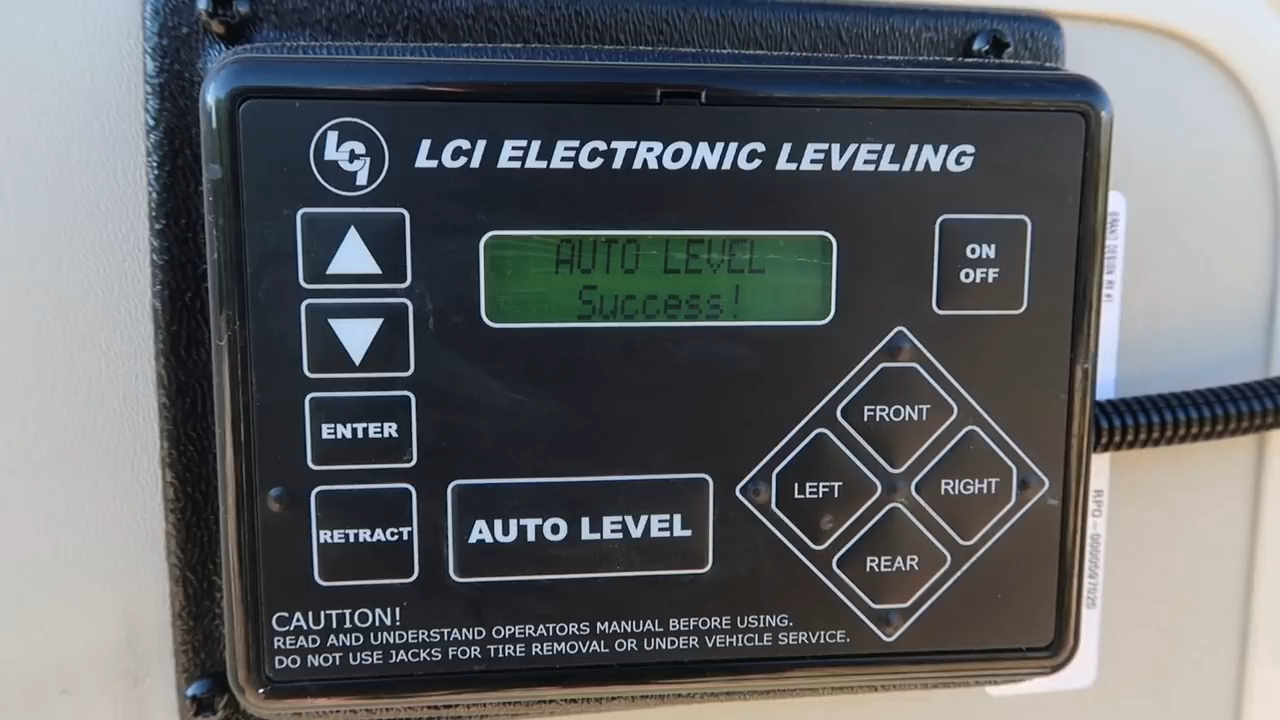 LCI LCI ELECTRONIC LEVELING
AUTO LEVEL
Success!
ON
OFF
ENTER
RETRACT
AUTO LEVEL
FRONT
LEFT
RIGHT
REAR
CAUTION!
READ AND UNDERSTAND OPERATORS MANUAL BEFORE USING.
DO NOT USE JACKS FOR TIRE REMOVAL OR UNDER VEHICLE SERVICE.